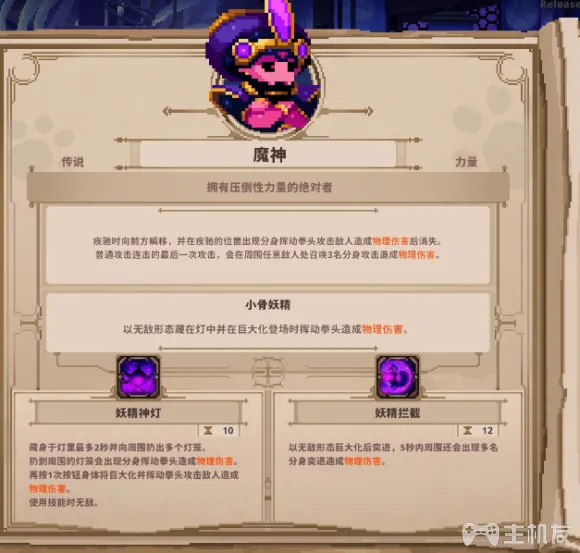 Release
魔神
传说
力量
拥有压倒性力量的绝对者
疾驰时向前方瞬移，并在疾驰的位置出现分身挥动拳头攻击敌人造成物理伤害后消失。
普通攻击连击的最后一次攻击，会在周围任意敌人处召唤3名分身攻击造成物理伤害。
小骨妖精
以无敌形态藏在灯中并在巨大化登场时挥动拳头造成物理伤害。
妖精神灯
10
藏身于灯里最多2秒并向周围扔出多个灯笼。
扔到周围的灯笼会出现分身挥动拳头造成物理伤害。
再按1次按钮身体将巨大化并挥动拳头攻击敌人造成
物理伤害。
使用技能时无敌。
妖精拦截
12
以无敌形态巨大化后突进，5秒内周围还会出现多名
分身突进造成物理伤害。
主机友